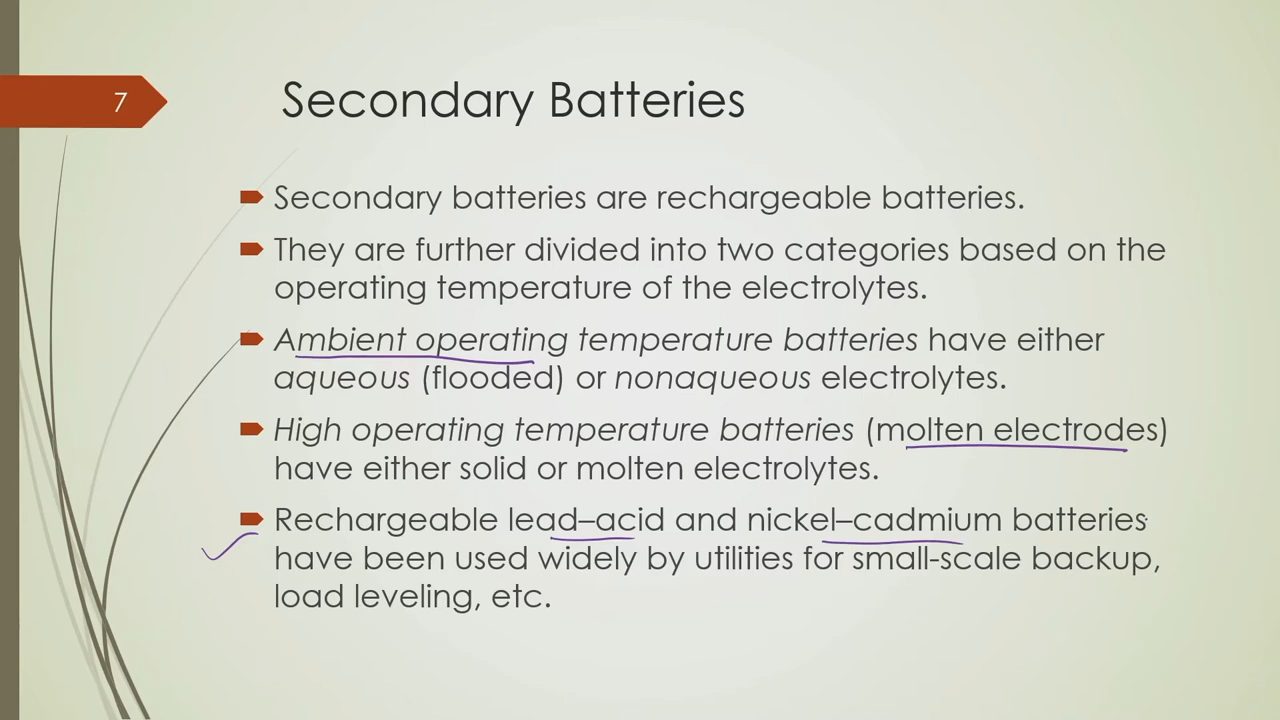 7
Secondary Batteries
Secondary batteries are rechargeable batteries.
They are further divided into two categories based on the
operating temperature of the electrolytes.
Ambient operating temperature batteries have either
aqueous (flooded) or nonaqueous electrolytes.
High operating temperature batteries (molten electrodes)
have either solid or molten electrolytes.
Rechargeable lead–acid and nickel–cadmium batteries
have been used widely by utilities for small-scale backup,
load leveling, etc.